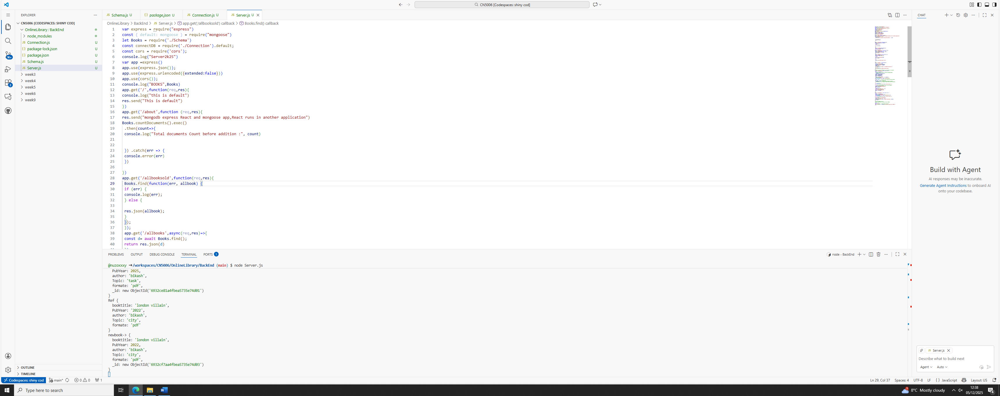 CN5006 [Codespaces: shiny cod]
EXPLORER
CN5006 [CODESPACES: SHINY COD]
OnlineLibrary / BackEnd
node_modules
JS Connection.js U
{ } package-lock.json U
{ } package.json U
JS Schema.js U
JS Server.js U
week3
week4
week5
week6
week9
OUTLINE
TIMELINE
1K+
2
JS Schema.js U
{ } package.json U
JS Connection.js U
JS Server.js U
OnlineLibrary > BackEnd > JS Server.js > app.get('/allbooksold') callback > Books.find() callback
1 var express = require("express")
2 const { default: mongoose } = require("mongoose")
3 let Books = require('./Schema')
4 const connectDB = require('./Connection').default;
5 const cors = require('cors');
6 console.log("Server2k25")
7 var app =express()
8 app.use(express.json());
9 app.use(express.urlencoded({extended:false}))
10 app.use(cors());
11 console.log("BOOKS",Books)
12 app.get('/',function(req,res){
13 console.log("this is default")
14 res.send("This is default")
15 })
16 app.get('/about',function (req,res){
17 res.send("mongodb express React and mongoose app,React runs in another application")
18 Books.countDocuments().exec()
19 .then(count=>{
20 console.log("Total documents Count before addition :", count)
21
22
23 }) .catch(err => {
24 console.error(err)
25 })
26
27 })
28 app.get('/allbooksold',function(req,res){
29 Books.find(function(err, allbook) {
30 if (err) {
31 console.log(err);
32 } else {
33
34 res.json(allbook);
35 }
36 });
37 });
38 app.get('/allbooks',async(req,res)=>{
39 const d= await Books.find();
40 return res.json(d)
PROBLEMS OUTPUT DEBUG CONSOLE TERMINAL PORTS 1
node - BackEnd
@nuzoxxxy →/workspaces/CN5006/OnlineLibrary/BackEnd (main) $ node Server.js
PubYear: 2025,
author: 'bikash',
Topic: 'task',
formate: 'pdf',
_id: new ObjectId('6932ce81a4fbea5735e74d01')
}
Ref {
booktitle: 'london villain',
PubYear: '2022',
author: 'bikash',
Topic: 'city',
formate: 'pdf'
}
newbook-> {
booktitle: 'london villain',
PubYear: 2022,
author: 'bikash',
Topic: 'city',
formate: 'pdf',
_id: new ObjectId('6932cf7aa4fbea5735e74d03')
}
CHAT
Build with Agent
AI responses may be inaccurate.
Generate Agent Instructions to onboard AI
onto your codebase.
JS Server.js
Describe what to build next
Agent Auto
Codespaces: shiny cod main* 0 0 1
Ln 29, Col 37 Spaces: 4 UTF-8 LF { } JavaScript Layout: US
Type here to search
3
8°C Mostly cloudy
12:38
05/12/2025
4